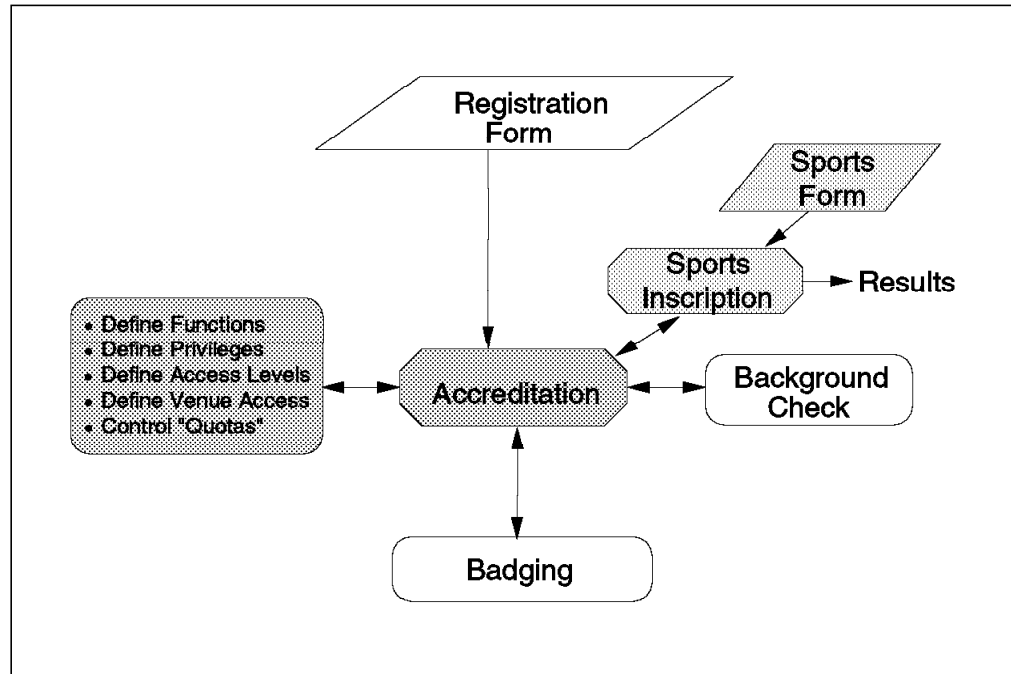 Registration
Form
Sports
Form
Sports
Inscription
Results
• Define Functions
• Define Privileges
• Define Access Levels
• Define Venue Access
• Control "Quotas"
Accreditation
Background
Check
Badging